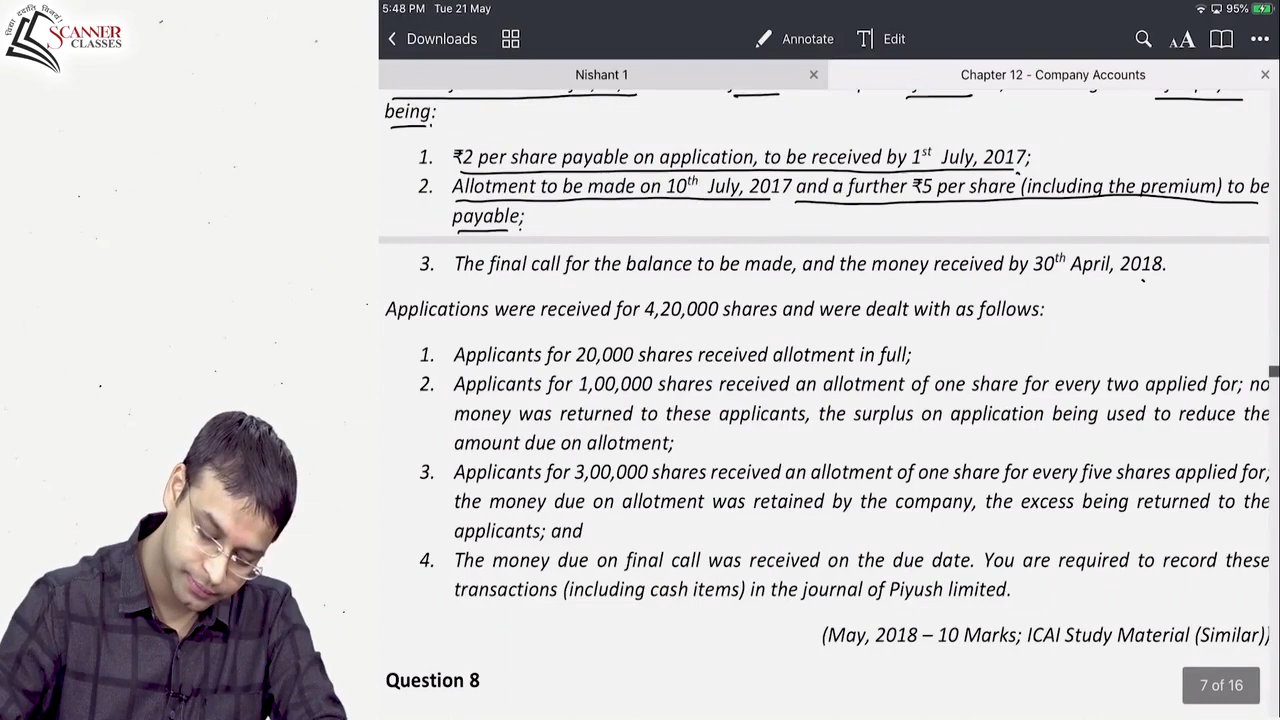 विद्या ददाति विनयं
SCANNER
CLASSES
5:48 PM Tue 21 May
95%
Downloads
Annotate
T Edit
AA
Nishant 1
Chapter 12 - Company Accounts
being:
1. ₹2 per share payable on application, to be received by 1st July, 2017;
2. Allotment to be made on 10th July, 2017 and a further ₹5 per share (including the premium) to be
payable;
3. The final call for the balance to be made, and the money received by 30th April, 2018.
Applications were received for 4,20,000 shares and were dealt with as follows:
1. Applicants for 20,000 shares received allotment in full;
2. Applicants for 1,00,000 shares received an allotment of one share for every two applied for; no
money was returned to these applicants, the surplus on application being used to reduce the
amount due on allotment;
3. Applicants for 3,00,000 shares received an allotment of one share for every five shares applied for;
the money due on allotment was retained by the company, the excess being returned to the
applicants; and
4. The money due on final call was received on the due date. You are required to record these
transactions (including cash items) in the journal of Piyush limited.
(May, 2018 – 10 Marks; ICAI Study Material (Similar))
Question 8
7 of 16